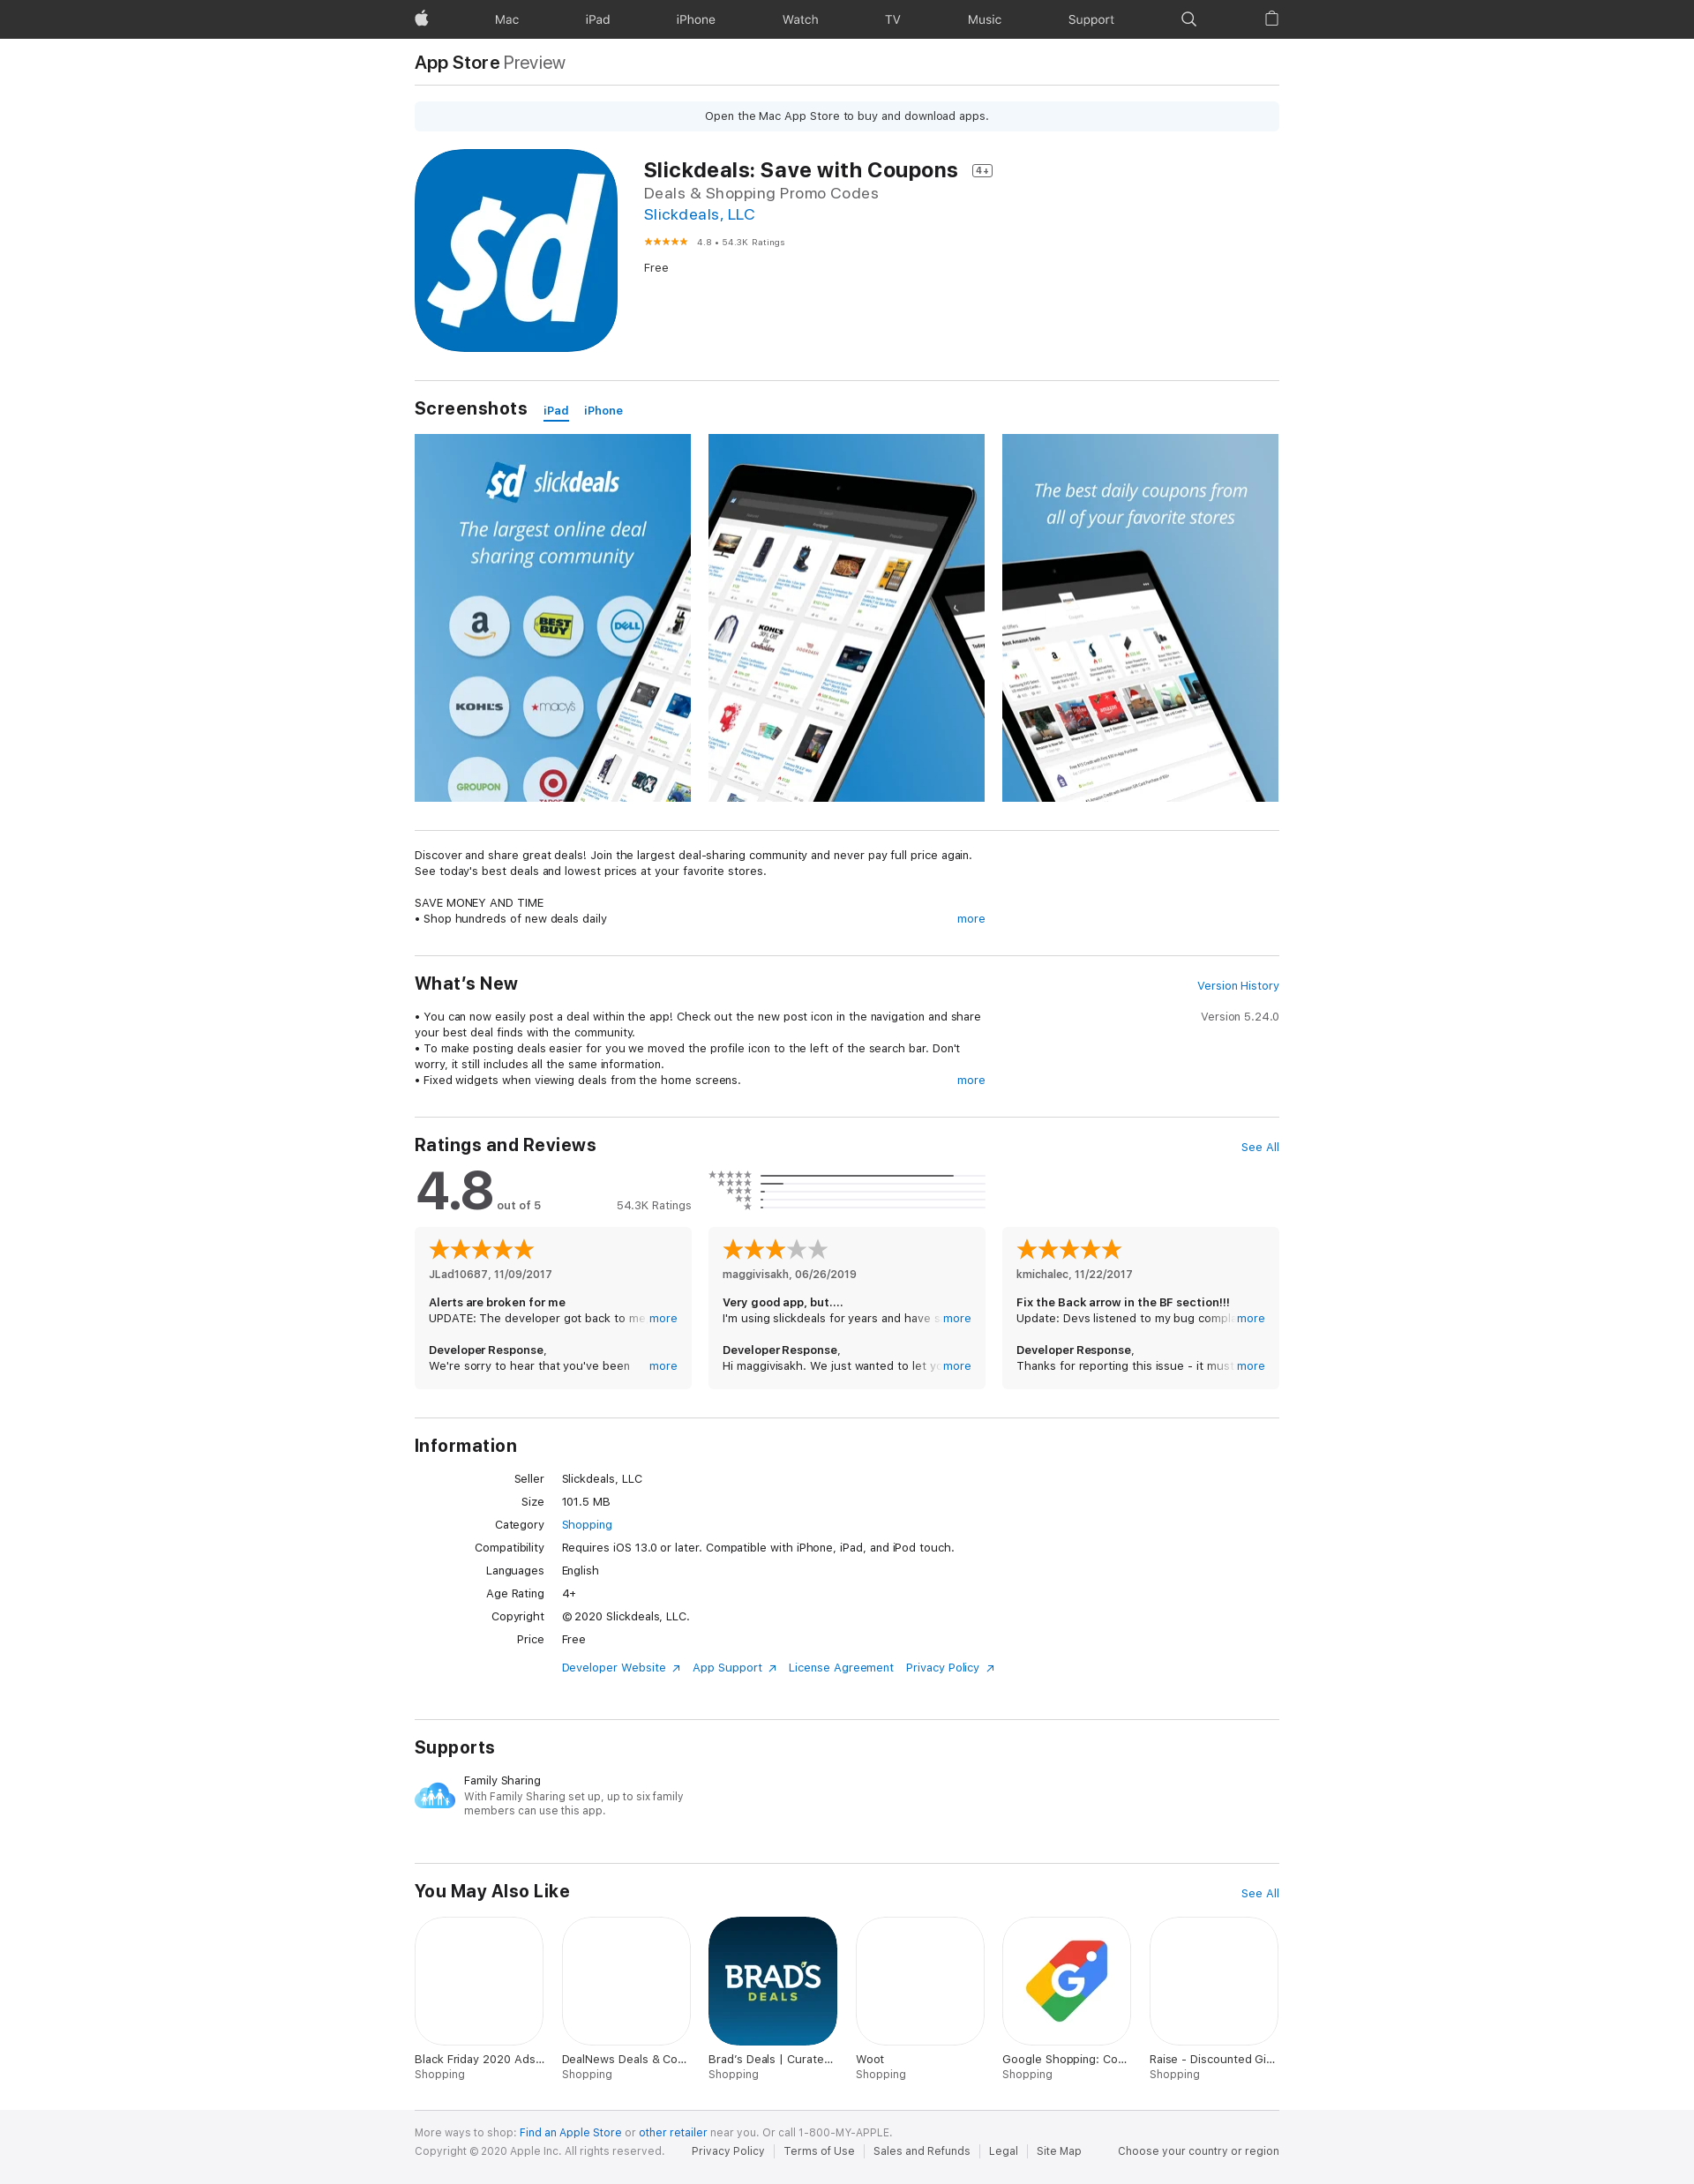 Mac iPad iPhone Watch TV Music Support
App Store Preview
Open the Mac App Store to buy and download apps.
$d
Slickdeals: Save with Coupons 4+
Deals & Shopping Promo Codes
Slickdeals, LLC
4.8 • 54.3K Ratings
Free
Screenshots iPad iPhone
$d slickdeals
The largest online deal
sharing community
a BEST BUY DELL
KOHL'S ★macy's
GROUPON
The best daily coupons from
all of your favorite stores
Discover and share great deals! Join the largest deal-sharing community and never pay full price again.
See today's best deals and lowest prices at your favorite stores.
SAVE MONEY AND TIME
• Shop hundreds of new deals daily more
What's New Version History
• You can now easily post a deal within the app! Check out the new post icon in the navigation and share
your best deal finds with the community.
• To make posting deals easier for you we moved the profile icon to the left of the search bar. Don't
worry, it still includes all the same information.
• Fixed widgets when viewing deals from the home screens. more
Version 5.24.0
Ratings and Reviews See All
4.8 out of 5 54.3K Ratings
JLad10687, 11/09/2017
Alerts are broken for me
UPDATE: The developer got back to me more
Developer Response,
We're sorry to hear that you've been more
maggivisakh, 06/26/2019
Very good app, but....
I'm using slickdeals for years and have s more
Developer Response,
Hi maggivisakh. We just wanted to let yo more
kmichalec, 11/22/2017
Fix the Back arrow in the BF section!!!
Update: Devs listened to my bug compla more
Developer Response,
Thanks for reporting this issue - it must more
Information
Seller Slickdeals, LLC
Size 101.5 MB
Category Shopping
Compatibility Requires iOS 13.0 or later. Compatible with iPhone, iPad, and iPod touch.
Languages English
Age Rating 4+
Copyright © 2020 Slickdeals, LLC.
Price Free
Developer Website App Support License Agreement Privacy Policy
Supports
Family Sharing
With Family Sharing set up, up to six family
members can use this app.
You May Also Like See All
BRAD'S
DEALS
G
Black Friday 2020 Ads...
Shopping
DealNews Deals & Co...
Shopping
Brad's Deals | Curate...
Shopping
Woot
Shopping
Google Shopping: Co...
Shopping
Raise - Discounted Gi...
Shopping
More ways to shop: Find an Apple Store or other retailer near you. Or call 1-800-MY-APPLE.
Copyright © 2020 Apple Inc. All rights reserved. Privacy Policy Terms of Use Sales and Refunds Legal Site Map Choose your country or region